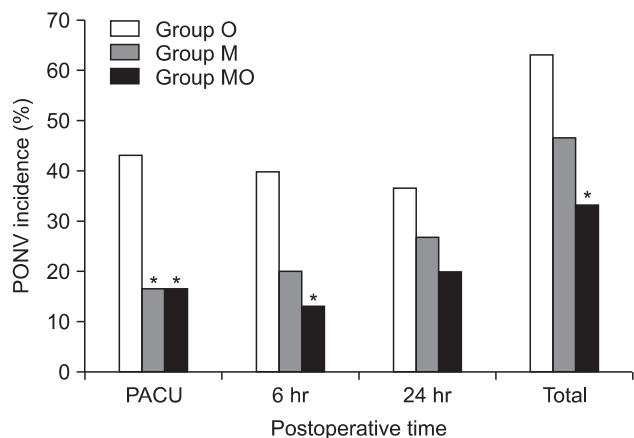 PONV incidence (%)
70
60
50
40
30
20
10
0
Group O
Group M
Group MO
* *
*
*
PACU 6 hr 24 hr Total
Postoperative time